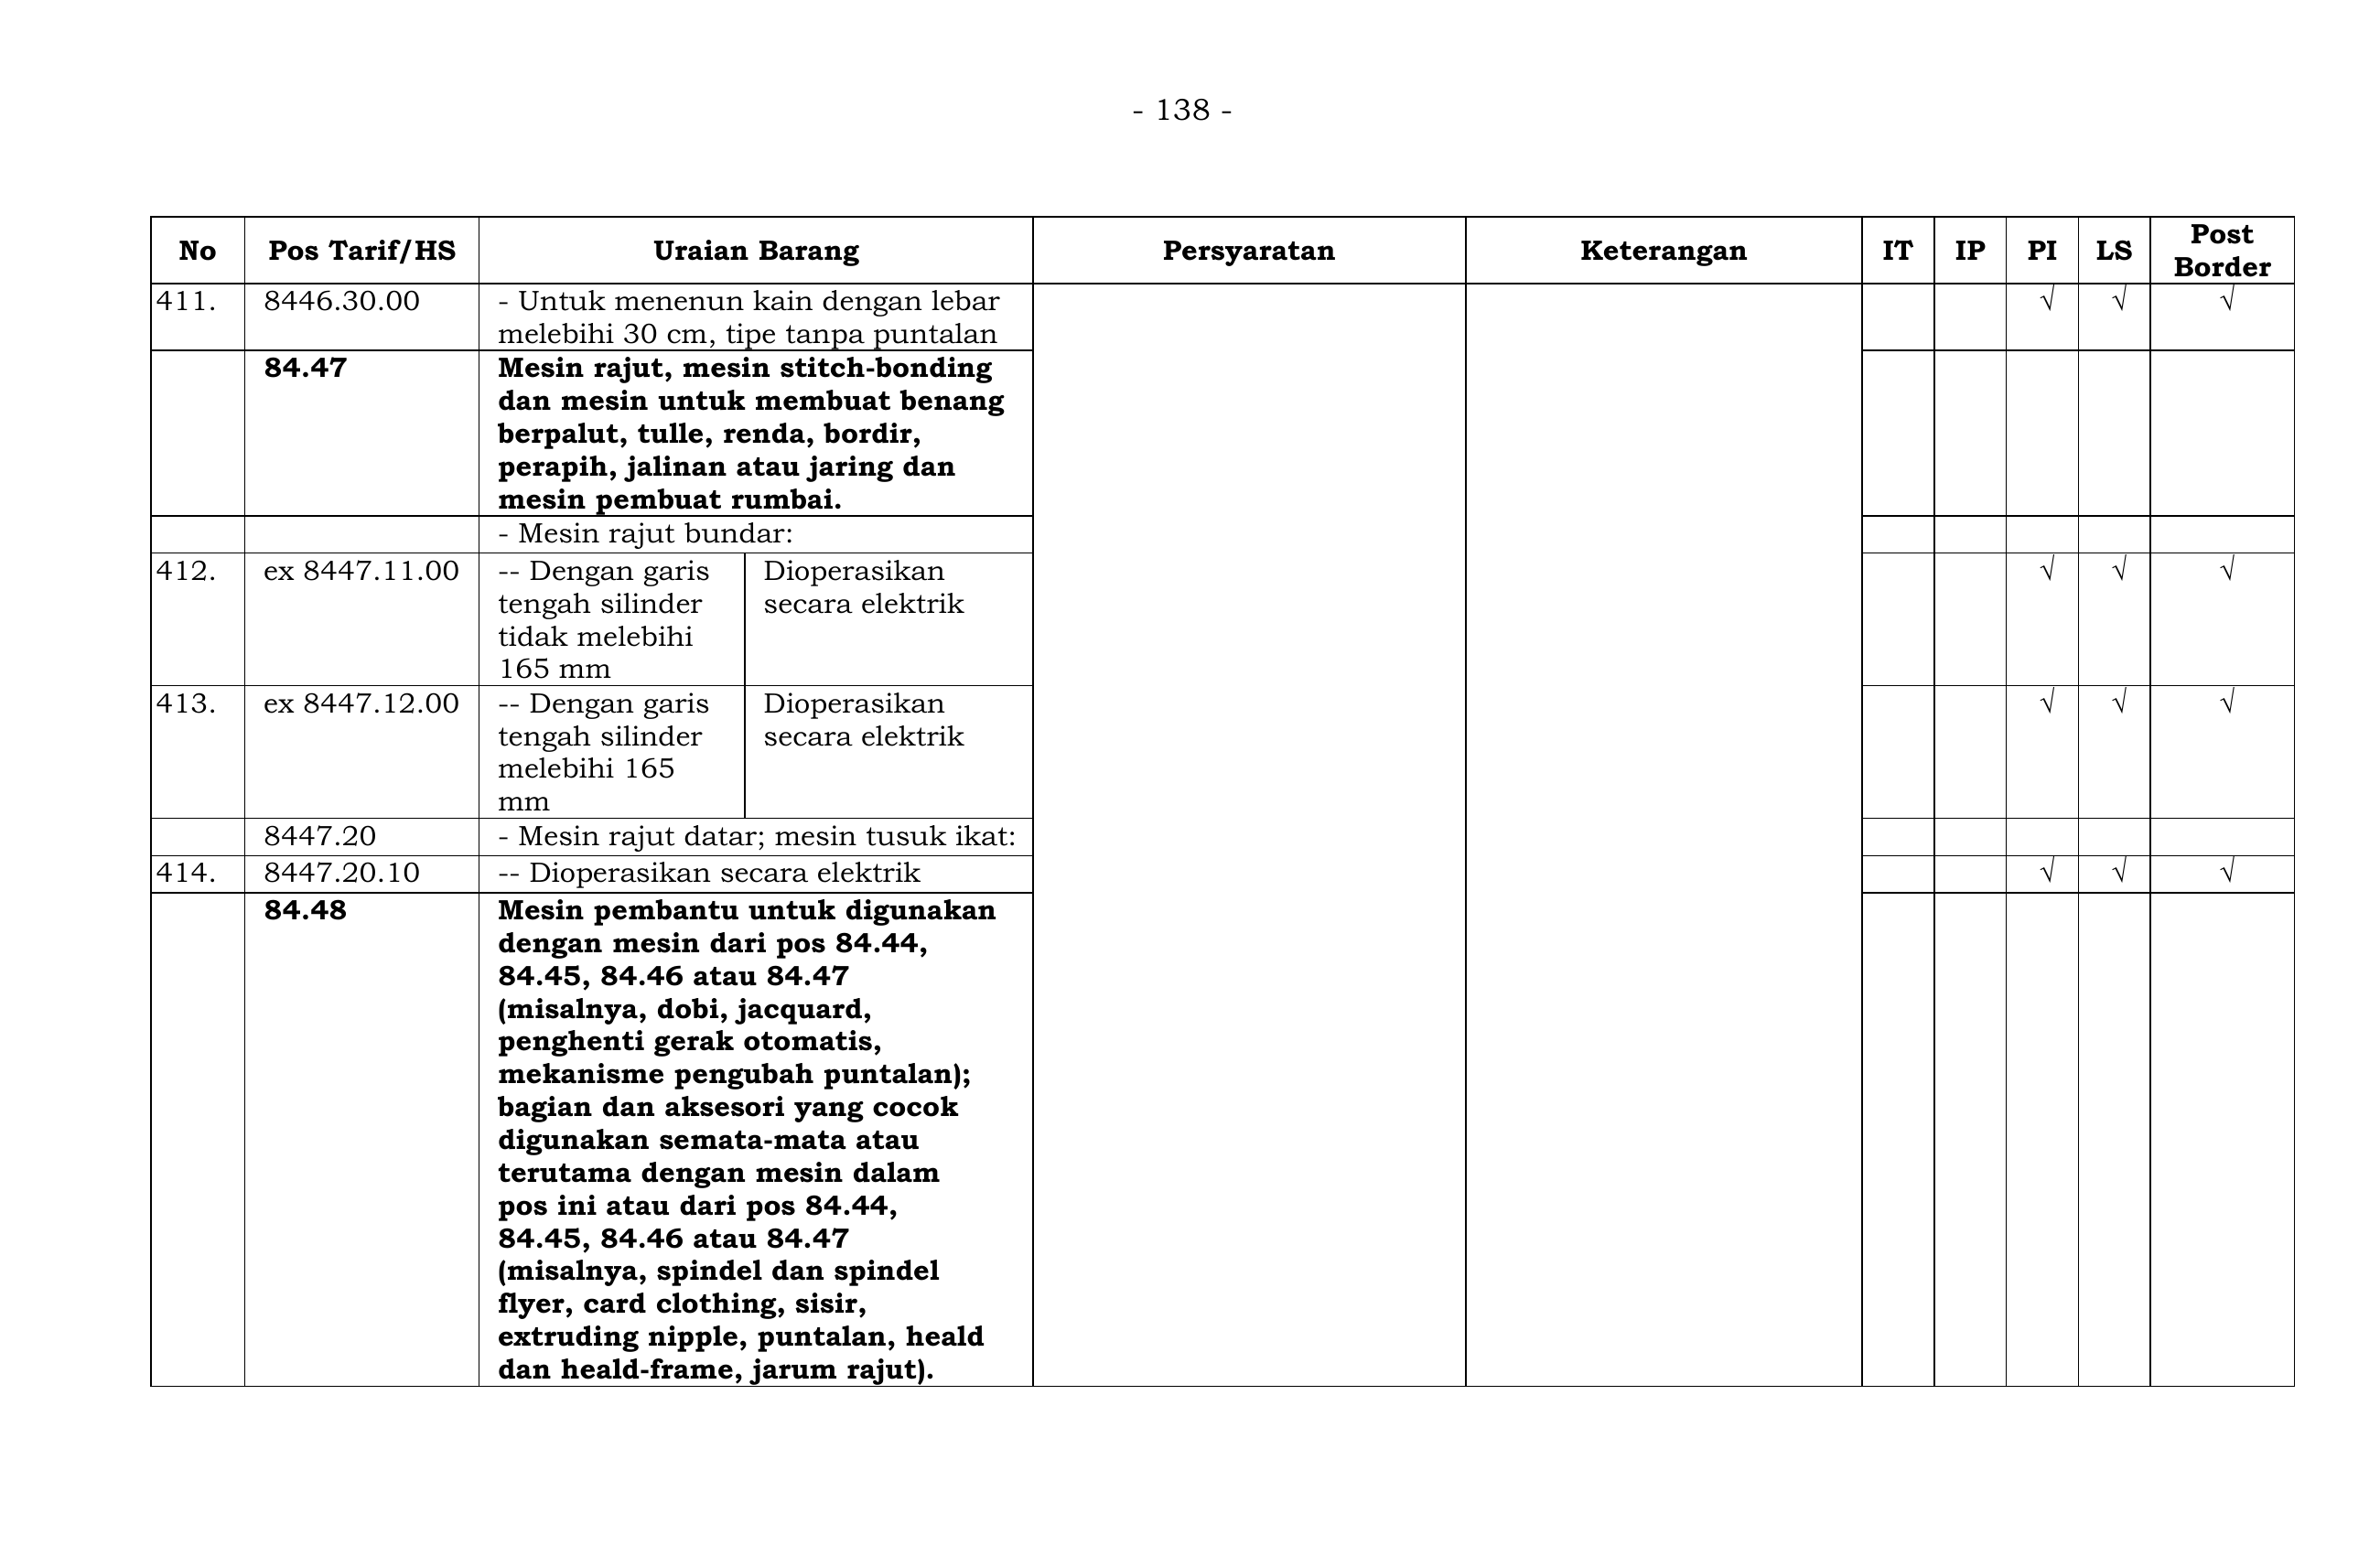 - 138 -
No Pos Tarif/HS Uraian Barang Persyaratan Keterangan IT IP PI LS Post Border
411. 8446.30.00 - Untuk menenun kain dengan lebar √ √ √
melebihi 30 cm, tipe tanpa puntalan
84.47 Mesin rajut, mesin stitch-bonding
dan mesin untuk membuat benang
berpalut, tulle, renda, bordir,
perapih, jalinan atau jaring dan
mesin pembuat rumbai.
- Mesin rajut bundar:
412. ex 8447.11.00 -- Dengan garis Dioperasikan √ √ √
tengah silinder secara elektrik
tidak melebihi
165 mm
413. ex 8447.12.00 -- Dengan garis Dioperasikan √ √ √
tengah silinder secara elektrik
melebihi 165
mm
8447.20 - Mesin rajut datar; mesin tusuk ikat:
414. 8447.20.10 -- Dioperasikan secara elektrik √ √ √
84.48 Mesin pembantu untuk digunakan
dengan mesin dari pos 84.44,
84.45, 84.46 atau 84.47
(misalnya, dobi, jacquard,
penghenti gerak otomatis,
mekanisme pengubah puntalan);
bagian dan aksesori yang cocok
digunakan semata-mata atau
terutama dengan mesin dalam
pos ini atau dari pos 84.44,
84.45, 84.46 atau 84.47
(misalnya, spindel dan spindel
flyer, card clothing, sisir,
extruding nipple, puntalan, heald
dan heald-frame, jarum rajut).